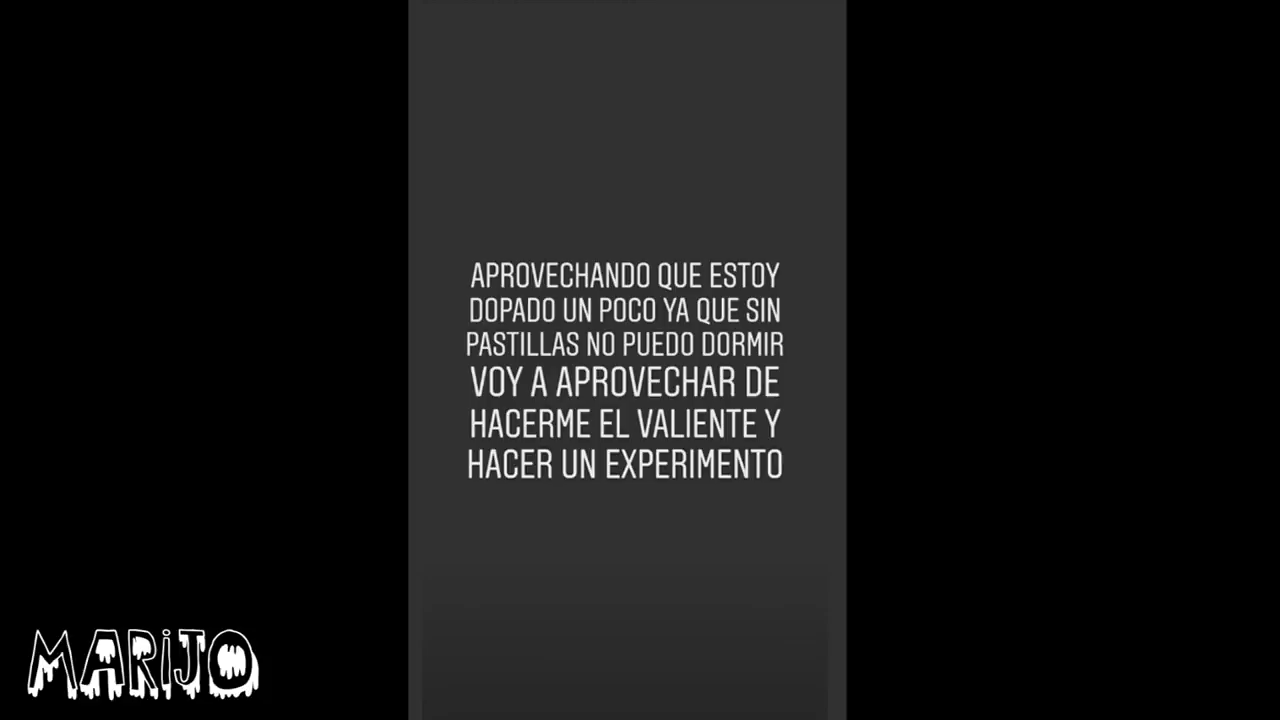 APROVECHANDO QUE ESTOY
DOPADO UN POCO YA QUE SIN
PASTILLAS NO PUEDO DORMIR
VOY A APROVECHAR DE
HACERME EL VALIENTE Y
HACER UN EXPERIMENTO
MARiJO